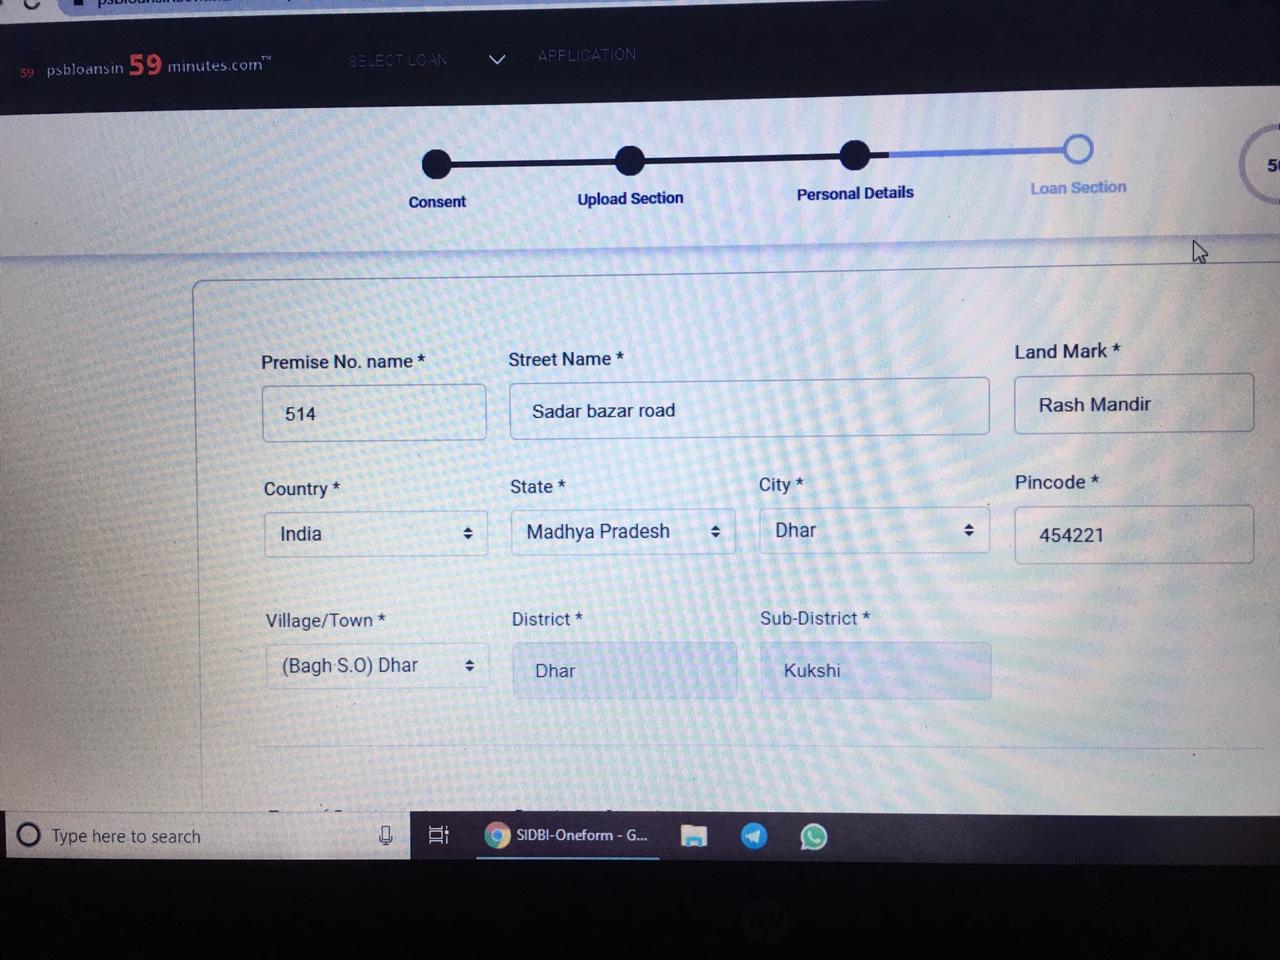 59 psbloansin 59 minutes.com™ SELECT LOAN APPLICATION
Consent Upload Section Personal Details Loan Section
Premise No. name * Street Name * Land Mark *
514 Sadar bazar road Rash Mandir
Country * State * City * Pincode *
India Madhya Pradesh Dhar 454221
Village/Town * District * Sub-District *
(Bagh S.O) Dhar Dhar Kukshi
Type here to search SIDBI-Oneform - G...
hp